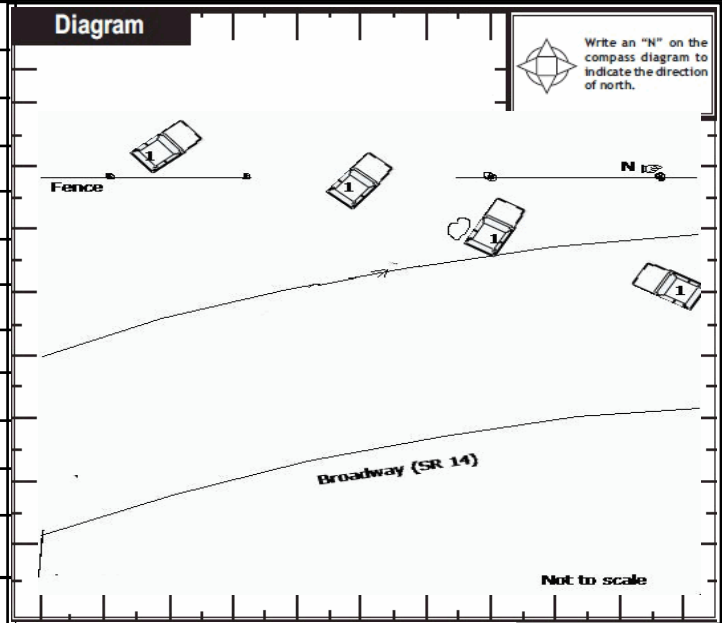 Diagram
Write an “N” on the
compass diagram to
indicate the direction
of north.
1
N
Fence
1
1
1
Broadway (SR 14)
Not to scale